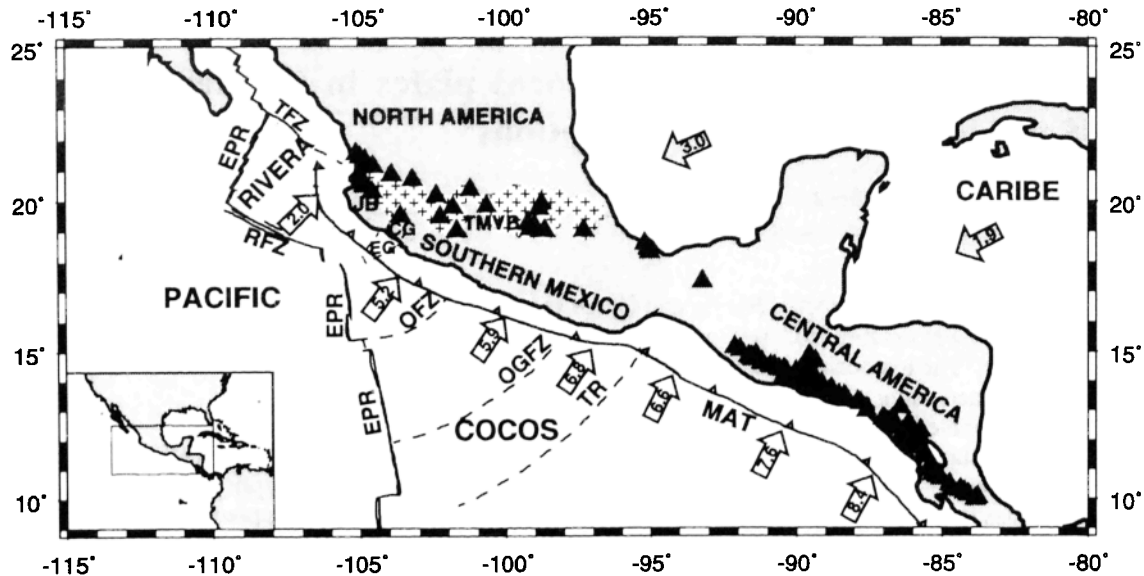 -115° -110° -105° -100° -95° -90° -85° -80°
25° 25°
TFZ
NORTH AMERICA
3.0
EPR
RIVERA
CARIBE
20° 20°
JB
2.0
TMVB
CG
1.9
RFZ
EG
SOUTHERN MEXICO
PACIFIC
5.2
OFZ
EPR
5.9
CENTRAL AMERICA
15° 15°
OGFZ
6.8
TR
6.6
EPR
MAT
COCOS
7.6
8.4
10° 10°
-115° -110° -105° -100° -95° -90° -85° -80°